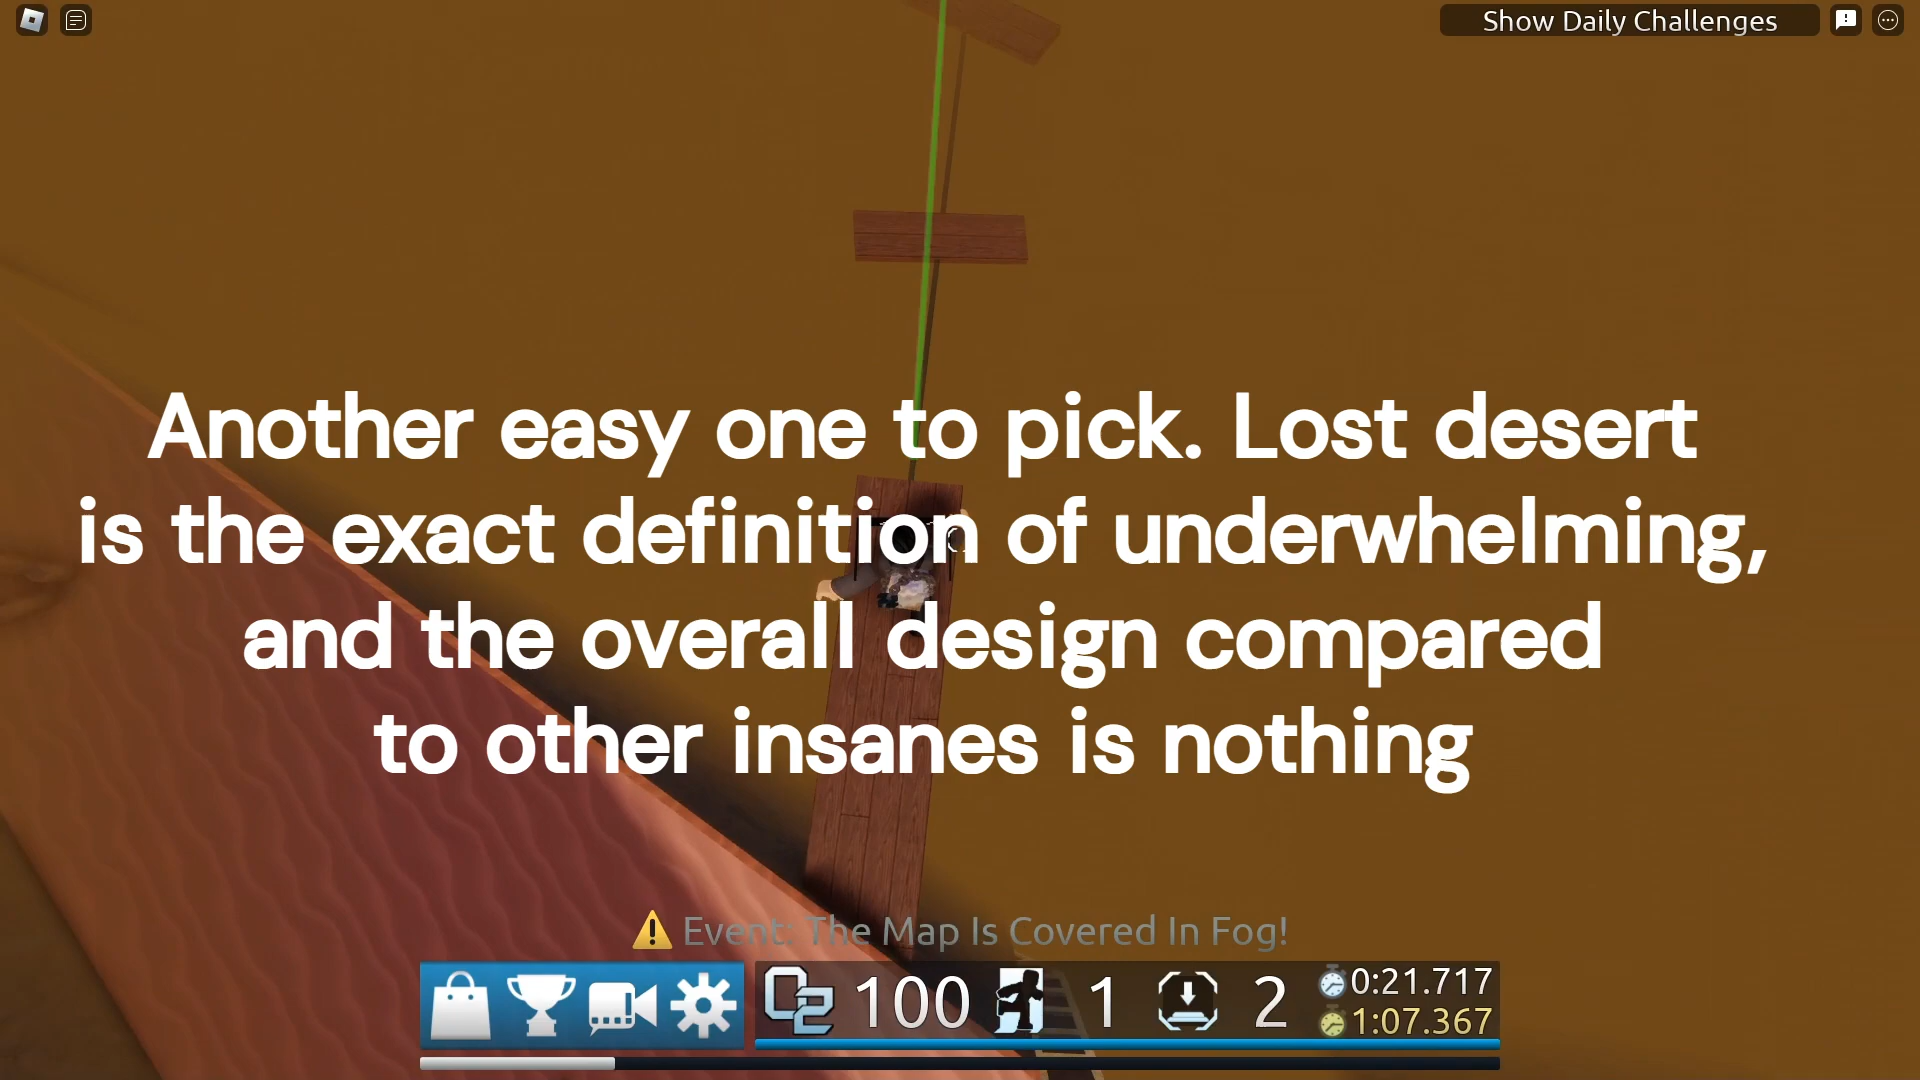 Show Daily Challenges
Another easy one to pick. Lost desert
is the exact definition of underwhelming,
and the overall design compared
to other insanes is nothing
⚠ Event: The Map Is Covered In Fog!
O2 100 1 2 0:21.717
1:07.367